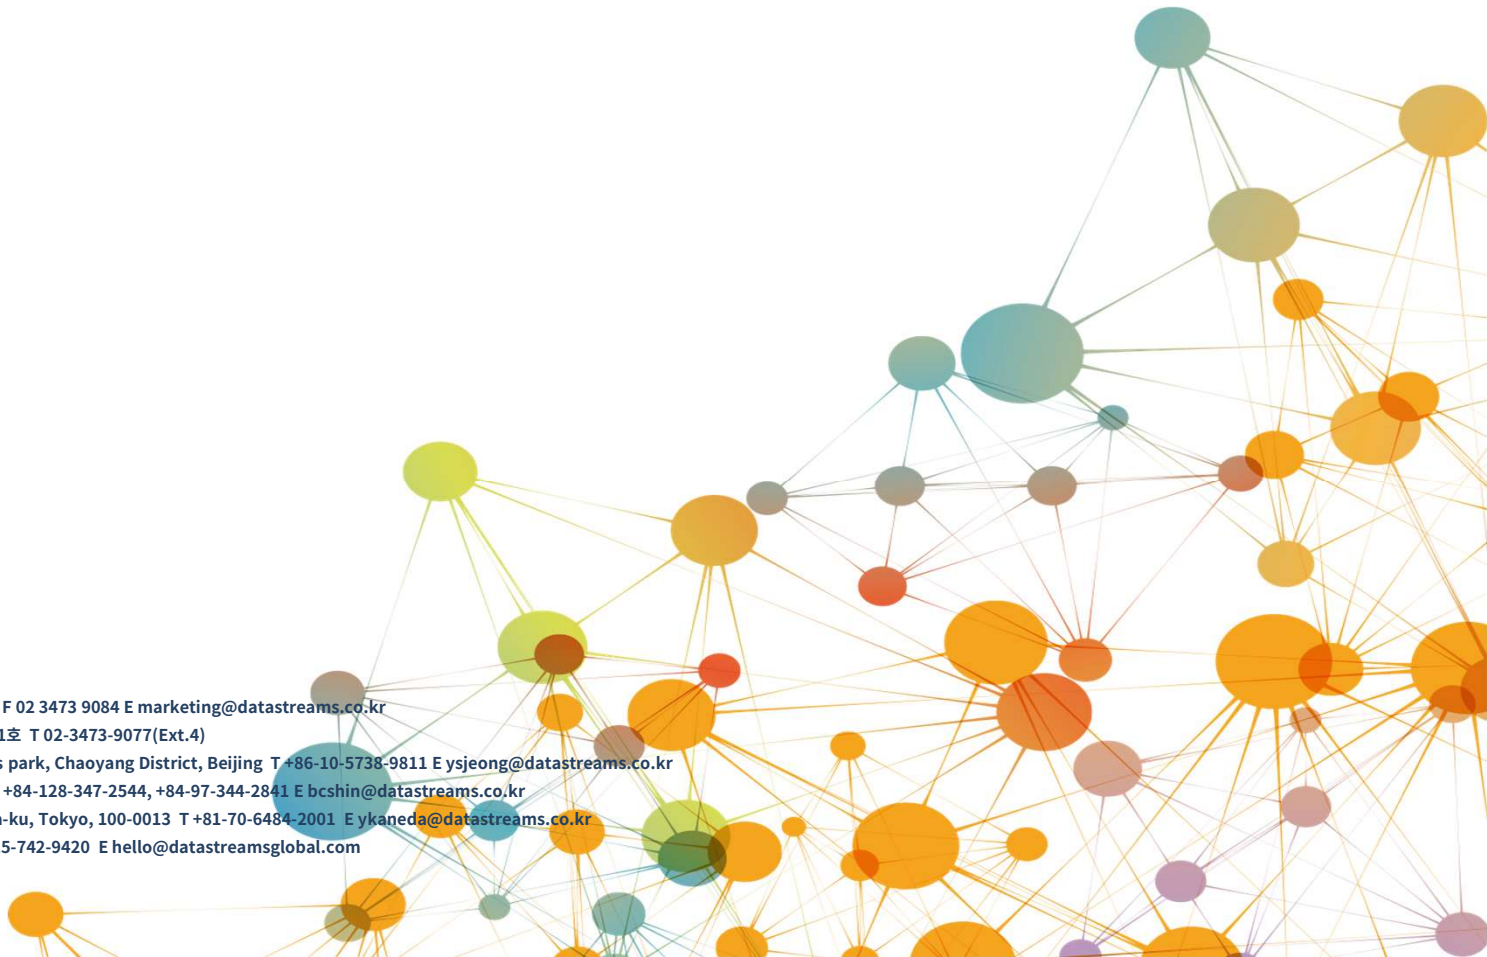 F 02 3473 9084 E marketing@datastreams.co.kr
1호 T 02-3473-9077(Ext.4)
s park, Chaoyang District, Beijing T +86-10-5738-9811 E ysjeong@datastreams.co.kr
+84-128-347-2544, +84-97-344-2841 E bcshin@datastreams.co.kr
-ku, Tokyo, 100-0013 T +81-70-6484-2001 E ykaneda@datastreams.co.kr
5-742-9420 E hello@datastreamsglobal.com